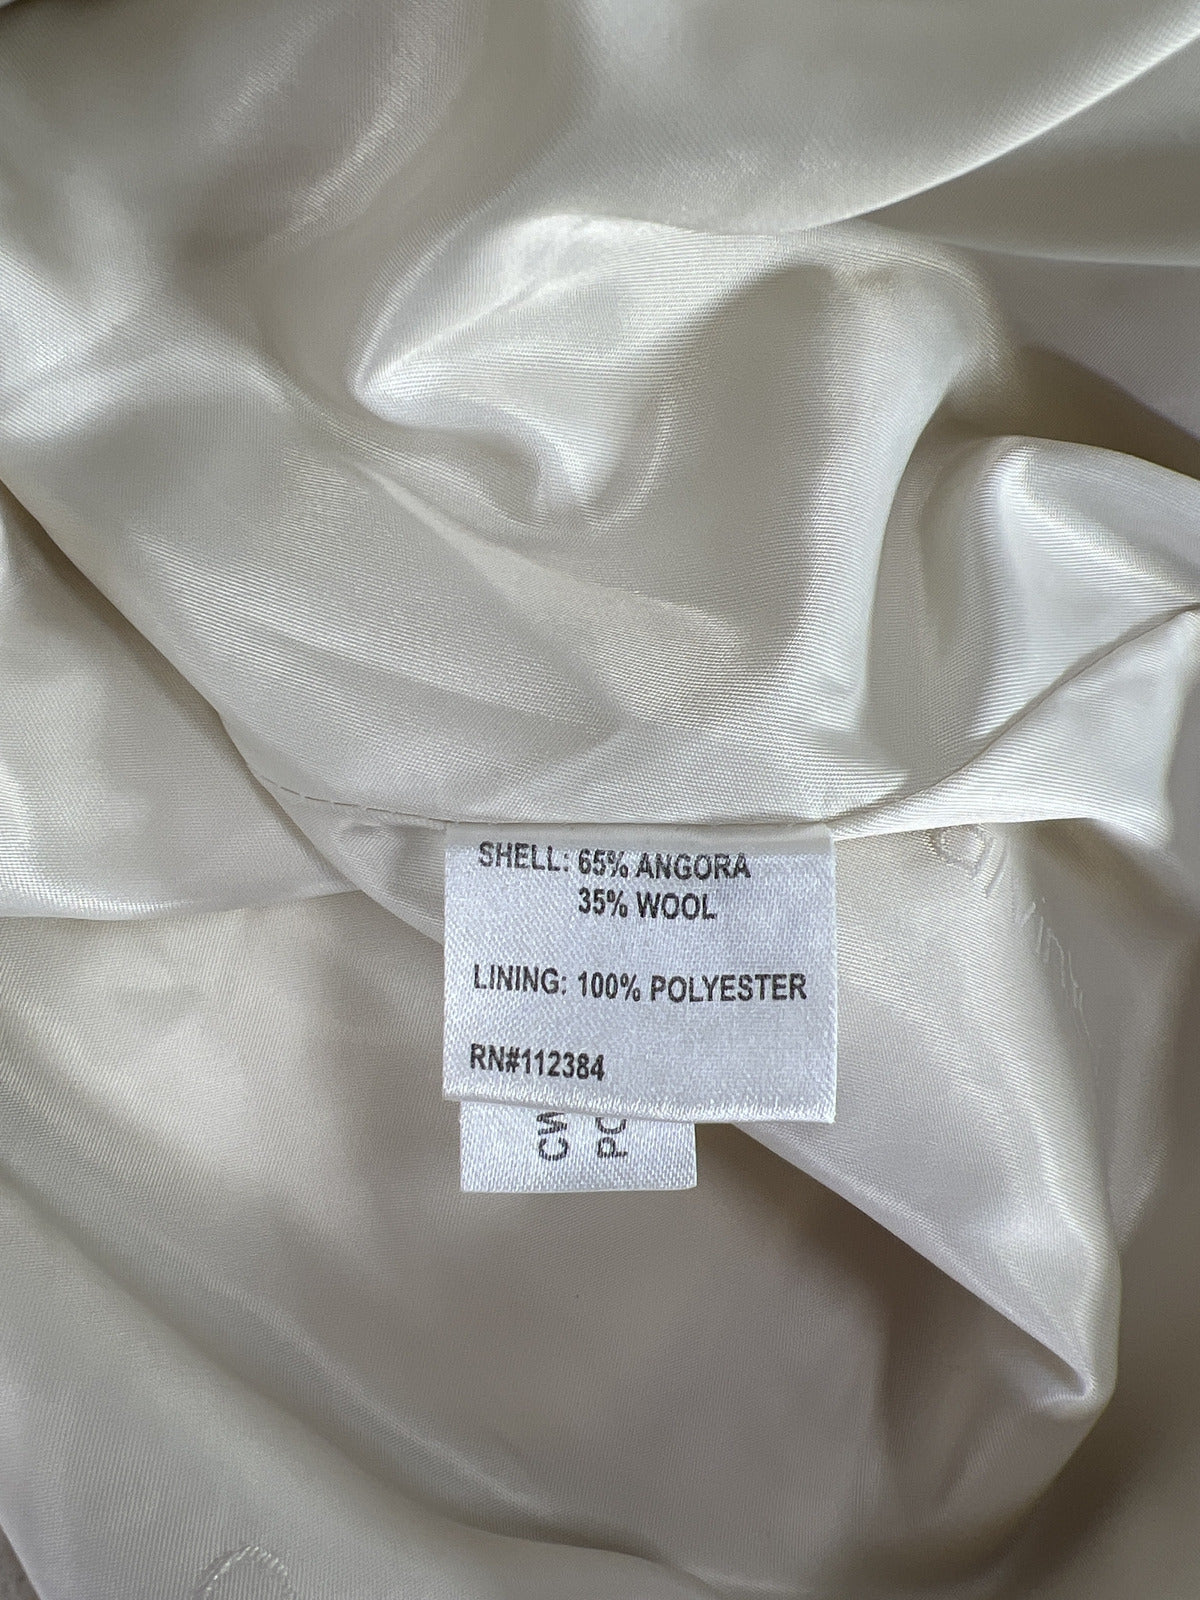 SHELL: 65% ANGORA
35% WOOL
LINING: 100% POLYESTER
RN#112384